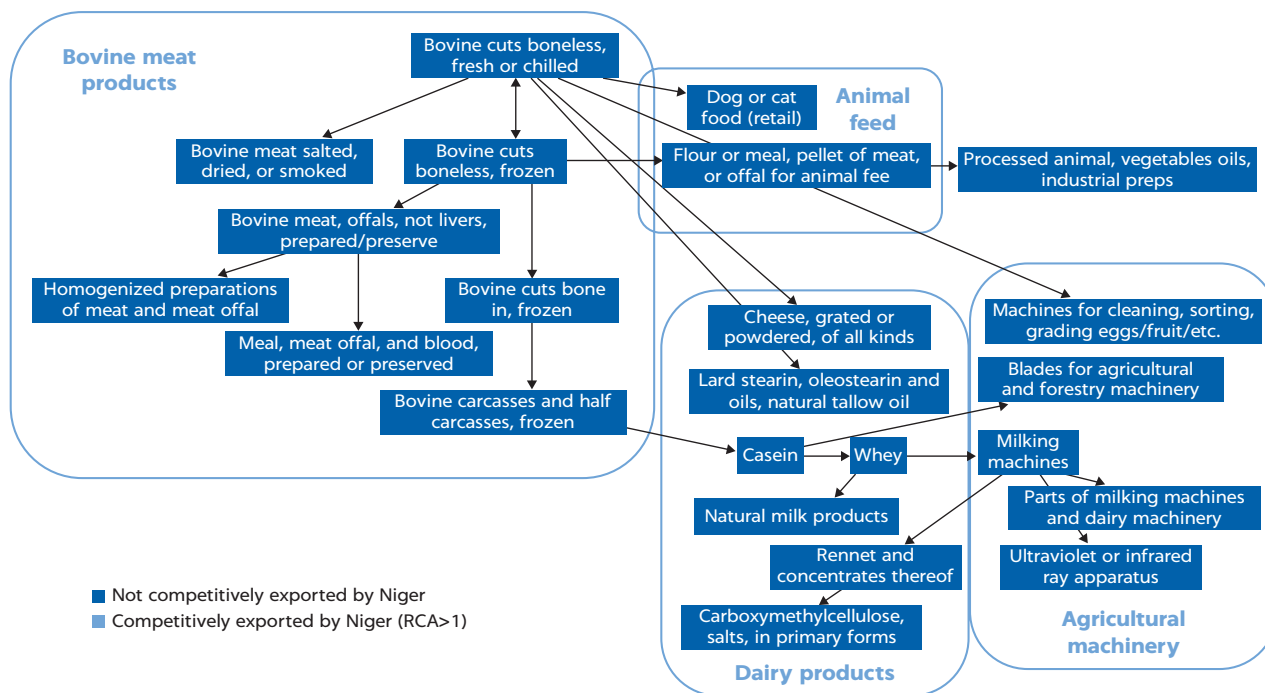 Bovine meat
products
Bovine cuts boneless,
fresh or chilled
Animal
feed
Dog or cat
food (retail)
Bovine meat salted,
dried, or smoked
Bovine cuts
boneless, frozen
Flour or meal, pellet of meat,
or offal for animal fee
Processed animal, vegetables oils,
industrial preps
Bovine meat, offals, not livers,
prepared/preserve
Homogenized preparations
of meat and meat offal
Bovine cuts bone
in, frozen
Meal, meat offal, and blood,
prepared or preserved
Bovine carcasses and half
carcasses, frozen
Cheese, grated or
powdered, of all kinds
Lard stearin, oleostearin and
oils, natural tallow oil
Machines for cleaning, sorting,
grading eggs/fruit/etc.
Blades for agricultural
and forestry machinery
Casein
Whey
Milking
machines
Natural milk products
Parts of milking machines
and dairy machinery
Rennet and
concentrates thereof
Ultraviolet or infrared
ray apparatus
Carboxymethylcellulose,
salts, in primary forms
Dairy products
Agricultural
machinery
Not competitively exported by Niger
Competitively exported by Niger (RCA>1)